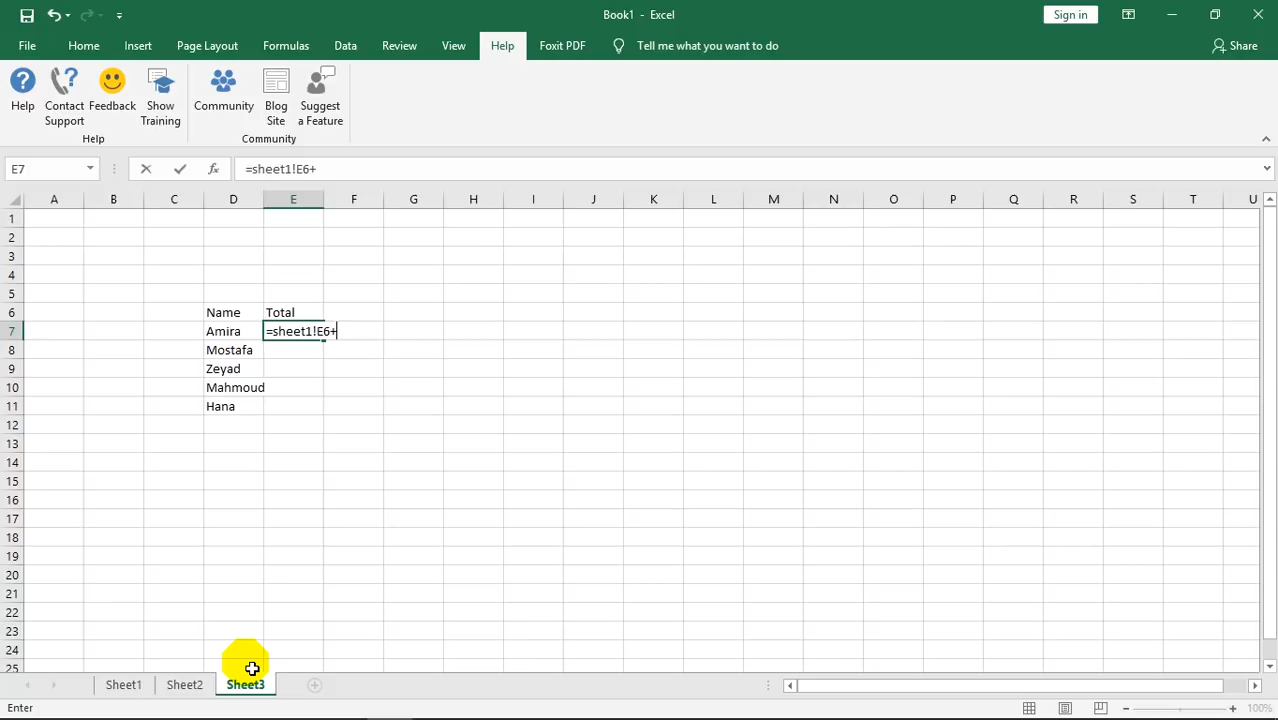 Book1 - Excel
Sign in
File Home Insert Page Layout Formulas Data Review View Help Foxit PDF Tell me what you want to do Share
Help
Contact Support
Feedback
Show Training
Community
Blog Site
Suggest a Feature
Help
Community
E7
fx
=sheet1!E6+
A B C D E F G H I J K L M N O P Q R S T U
1
2
3
4
5
6 Name Total
7 Amira =sheet1!E6+
8 Mostafa
9 Zeyad
10 Mahmoud
11 Hana
12
13
14
15
16
17
18
19
20
21
22
23
24
25
Sheet1 Sheet2 Sheet3
Enter
100%